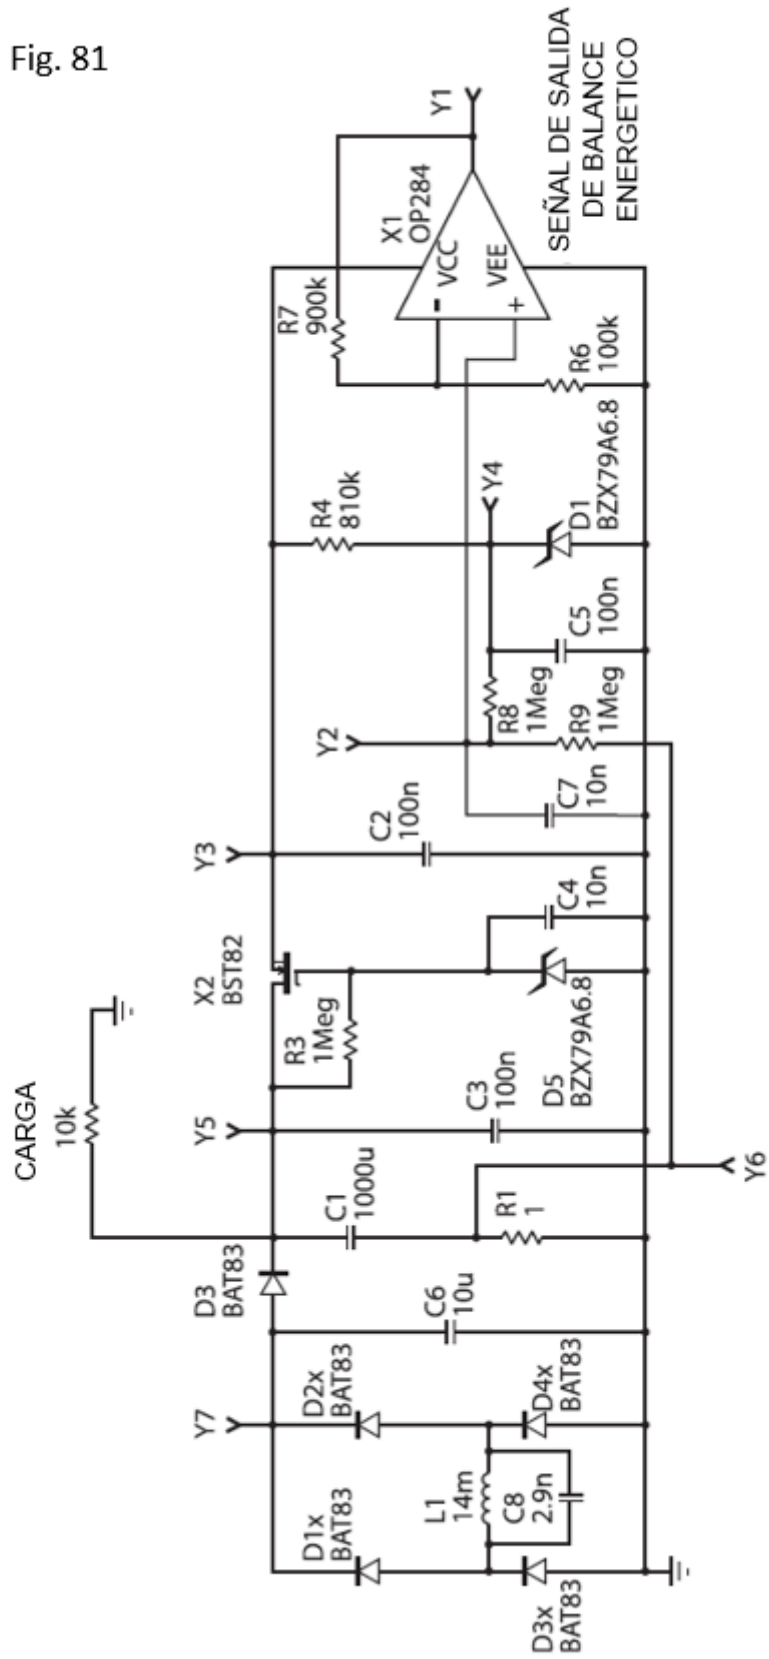 Fig. 81
CARGA
10k
Y7
D1x
BAT83
D2x
BAT83
D3x
BAT83
D4x
BAT83
L1
14m
C8
2.9n
C6
10u
D3
BAT83
C1
1000u
R1
1
Y6
Y5
C3
100n
R3
1Meg
X2
BST82
D5
BZX79A6.8
C4
10n
Y3
C2
100n
C7
10n
Y2
R8
1Meg
R9
1Meg
C5
100n
R4
810k
Y4
D1
BZX79A6.8
R7
900k
R6
100k
X1
OP284
VCC
VEE
-
+
Y1
SEÑAL DE SALIDA
DE BALANCE
ENERGETICO